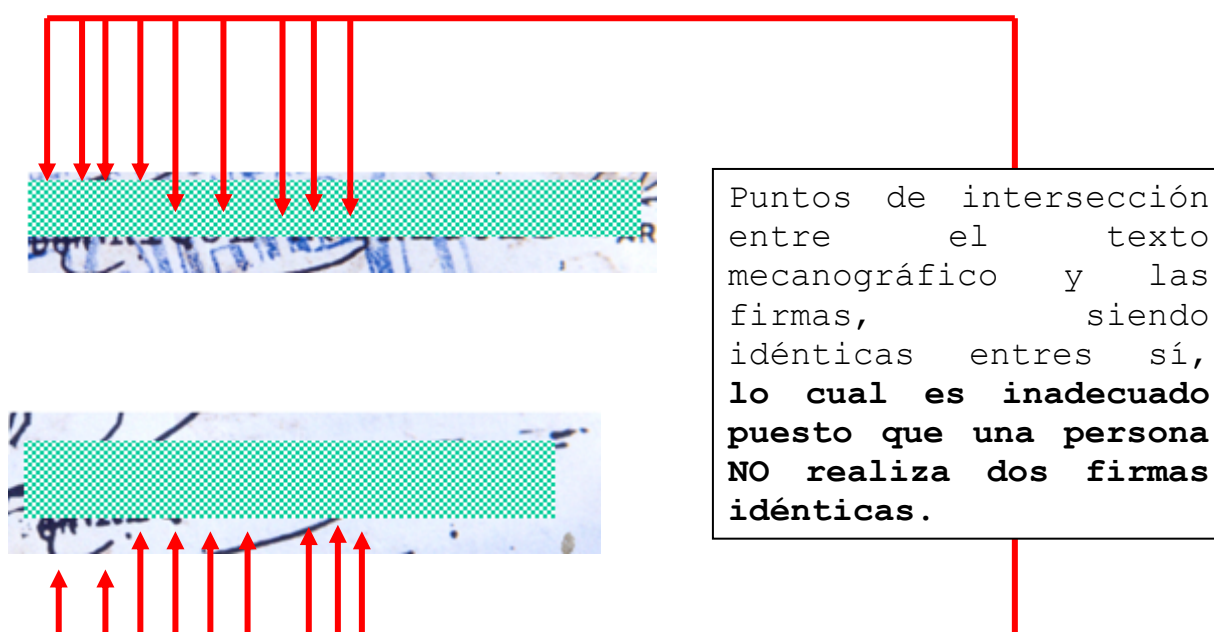 Puntos de intersección
entre el texto
mecanográfico y las
firmas, siendo
idénticas entres sí,
lo cual es inadecuado
puesto que una persona
NO realiza dos firmas
idénticas.